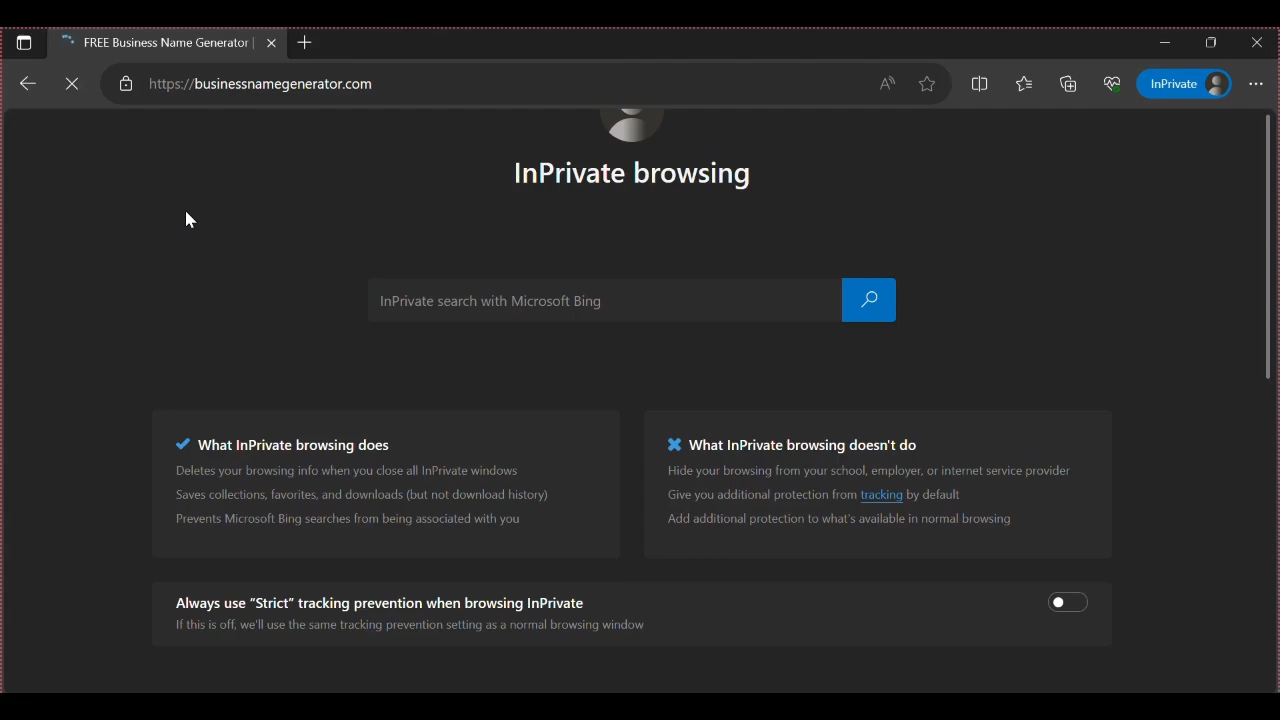 FREE Business Name Generator |
https://businessnamegenerator.com
InPrivate
InPrivate browsing
InPrivate search with Microsoft Bing
What InPrivate browsing does
Deletes your browsing info when you close all InPrivate windows
Saves collections, favorites, and downloads (but not download history)
Prevents Microsoft Bing searches from being associated with you
What InPrivate browsing doesn't do
Hide your browsing from your school, employer, or internet service provider
Give you additional protection from tracking by default
Add additional protection to what's available in normal browsing
Always use "Strict" tracking prevention when browsing InPrivate
If this is off, we'll use the same tracking prevention setting as a normal browsing window